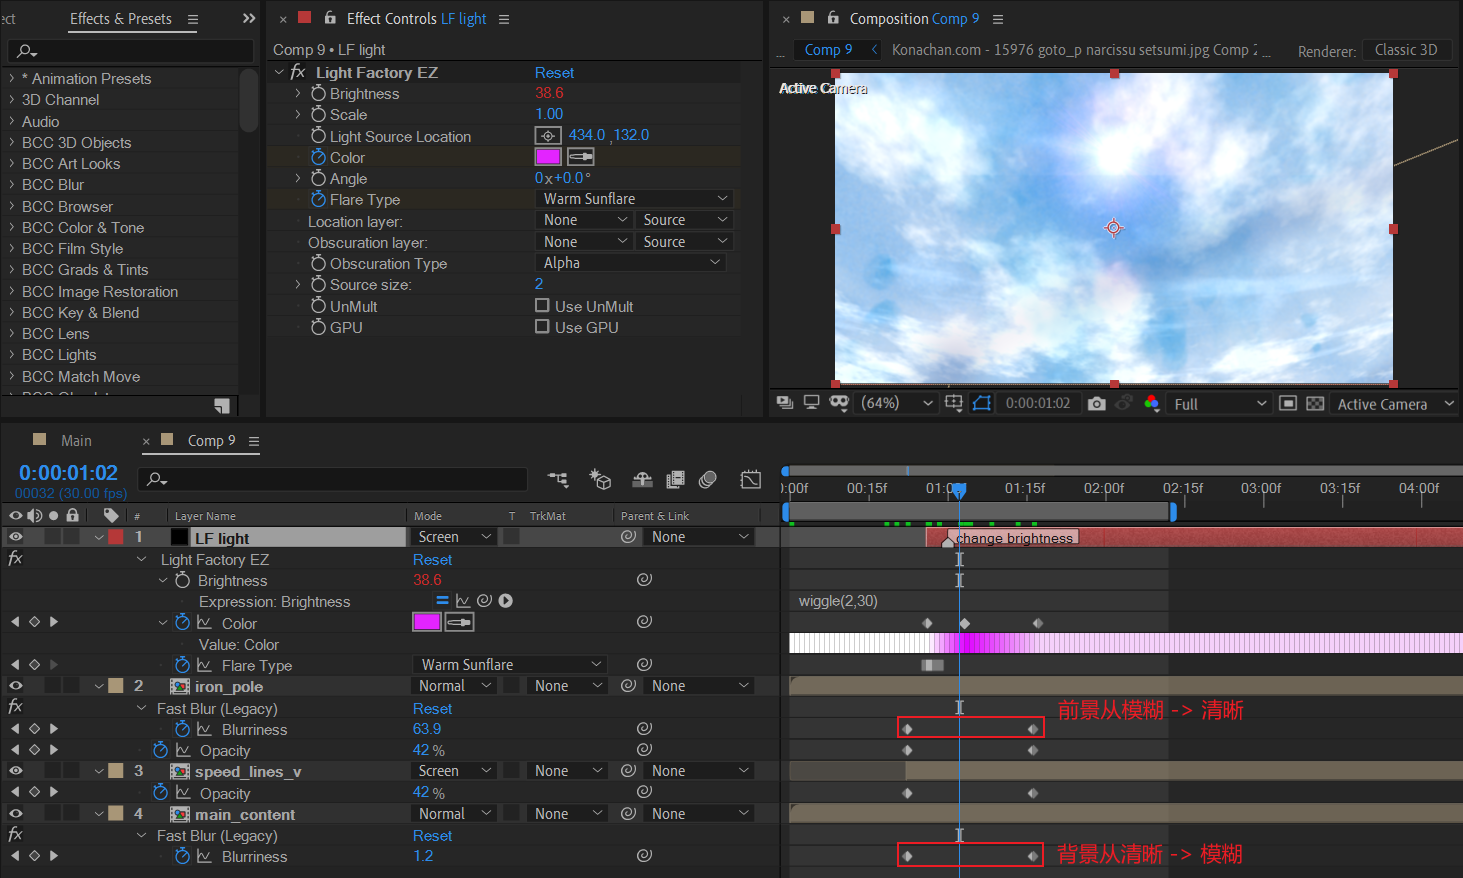 ect
Effects & Presets
* Animation Presets
3D Channel
Audio
BCC 3D Objects
BCC Art Looks
BCC Blur
BCC Browser
BCC Color & Tone
BCC Film Style
BCC Grads & Tints
BCC Image Restoration
BCC Key & Blend
BCC Lens
BCC Lights
BCC Match Move
Effect Controls LF light
Comp 9 • LF light
fx Light Factory EZ Reset
Brightness 38.6
Scale 1.00
Light Source Location 434.0 ,132.0
Color
Angle 0x+0.0°
Flare Type Warm Sunflare
Location layer: None Source
Obscuration layer: None Source
Obscuration Type Alpha
Source size: 2
UnMult Use UnMult
GPU Use GPU
Composition Comp 9
... Comp 9 Konachan.com - 15976 goto_p narcissu setsumi.jpg Comp 2 ... Renderer: Classic 3D
Active Camera
(64%) 0:00:01:02 Full Active Camera
Main
Comp 9
0:00:01:02
00032 (30.00 fps)
:00f 00:15f 01:0 01:15f 02:00f 02:15f 03:00f 03:15f 04:00f
# Layer Name Mode T TrkMat Parent & Link
1 LF light Screen None change brightness
fx Light Factory EZ Reset
Brightness 38.6
Expression: Brightness wiggle(2,30)
Color
Value: Color
Flare Type Warm Sunflare
2 iron_pole Normal None None
fx Fast Blur (Legacy) Reset 前景从模糊 -> 清晰
Blurriness 63.9
Opacity 42 %
3 speed_lines_v Screen None None
Opacity 42 %
4 main_content Normal None None
fx Fast Blur (Legacy) Reset
Blurriness 1.2 背景从清晰 -> 模糊